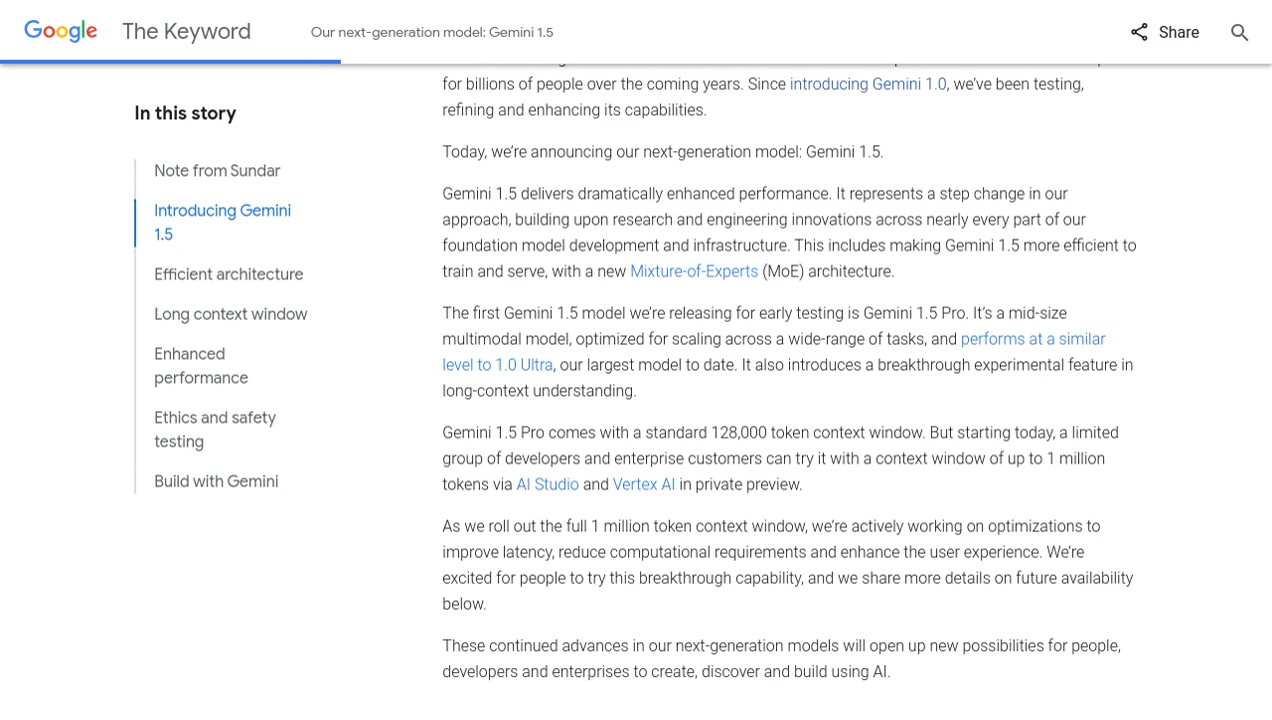 Google The Keyword Our next-generation model: Gemini 1.5 Share
In this story
Note from Sundar
Introducing Gemini
1.5
Efficient architecture
Long context window
Enhanced
performance
Ethics and safety
testing
Build with Gemini
for billions of people over the coming years. Since introducing Gemini 1.0, we’ve been testing,
refining and enhancing its capabilities.
Today, we’re announcing our next-generation model: Gemini 1.5.
Gemini 1.5 delivers dramatically enhanced performance. It represents a step change in our
approach, building upon research and engineering innovations across nearly every part of our
foundation model development and infrastructure. This includes making Gemini 1.5 more efficient to
train and serve, with a new Mixture-of-Experts (MoE) architecture.
The first Gemini 1.5 model we’re releasing for early testing is Gemini 1.5 Pro. It’s a mid-size
multimodal model, optimized for scaling across a wide-range of tasks, and performs at a similar
level to 1.0 Ultra, our largest model to date. It also introduces a breakthrough experimental feature in
long-context understanding.
Gemini 1.5 Pro comes with a standard 128,000 token context window. But starting today, a limited
group of developers and enterprise customers can try it with a context window of up to 1 million
tokens via AI Studio and Vertex AI in private preview.
As we roll out the full 1 million token context window, we’re actively working on optimizations to
improve latency, reduce computational requirements and enhance the user experience. We’re
excited for people to try this breakthrough capability, and we share more details on future availability
below.
These continued advances in our next-generation models will open up new possibilities for people,
developers and enterprises to create, discover and build using AI.